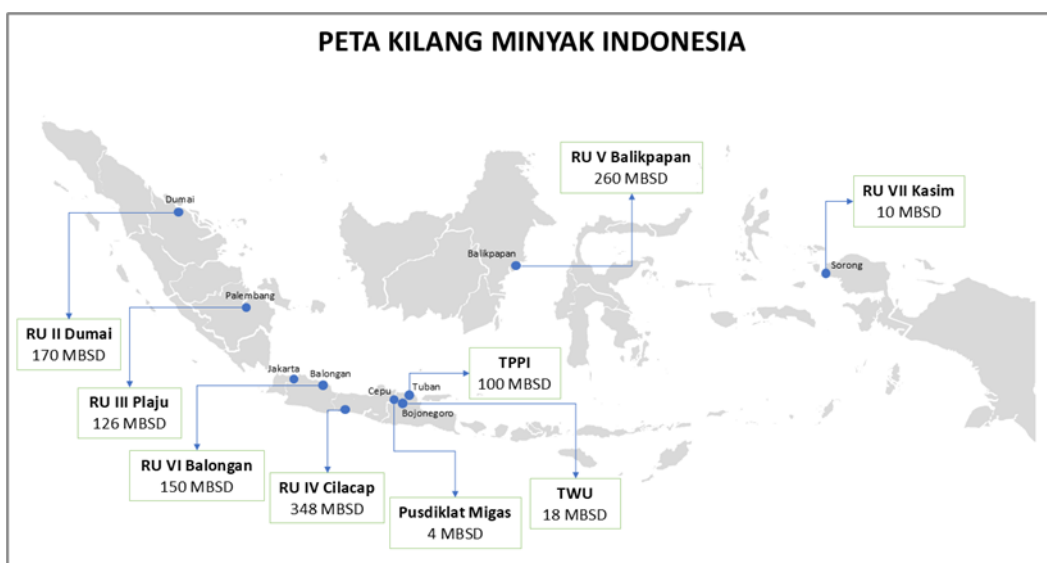 PETA KILANG MINYAK INDONESIA
RU V Balikpapan
260 MBSD
RU VII Kasim
10 MBSD
Dumai
Balikpapan
Sorong
Palembang
RU II Dumai
170 MBSD
RU III Plaju
126 MBSD
Jakarta
Balongan
Cepu
Tuban
Bojonegoro
TPPI
100 MBSD
RU VI Balongan
150 MBSD
RU IV Cilacap
348 MBSD
Pusdiklat Migas
4 MBSD
TWU
18 MBSD